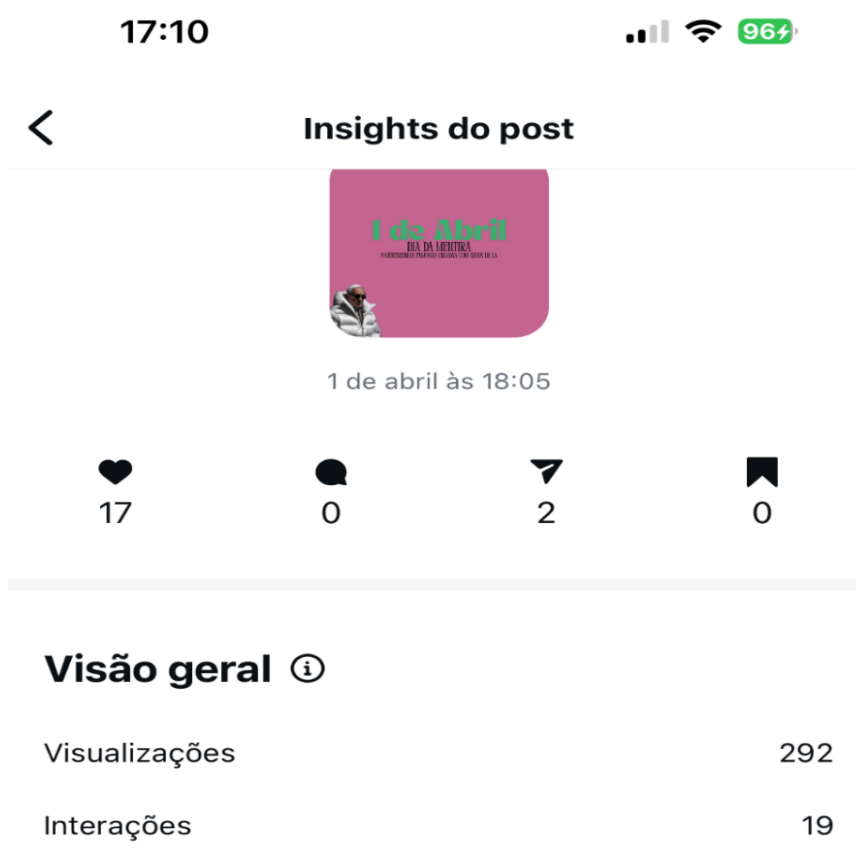 17:10
96
Insights do post
1 de Abril
DIA DA MENTIRA
1 de abril às 18:05
17
0
2
0
Visão geral
Visualizações
292
Interações
19